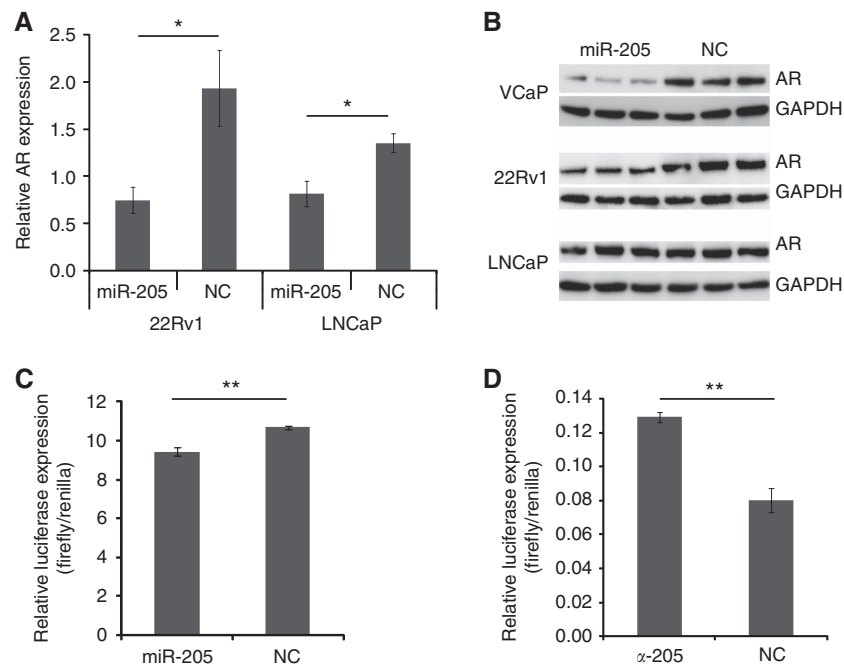 A
2.5
2.0
1.5
1.0
0.5
0.0
Relative AR expression
*
*
miR-205 NC miR-205 NC
22Rv1 LNCaP
B
miR-205 NC
VCaP
AR
GAPDH
22Rv1
AR
GAPDH
LNCaP
AR
GAPDH
C
12
10
8
6
4
2
0
Relative luciferase expression
(firefly/renilla)
**
miR-205 NC
D
0.14
0.12
0.10
0.08
0.06
0.04
0.02
0.00
Relative luciferase expression
(firefly/renilla)
**
α-205 NC